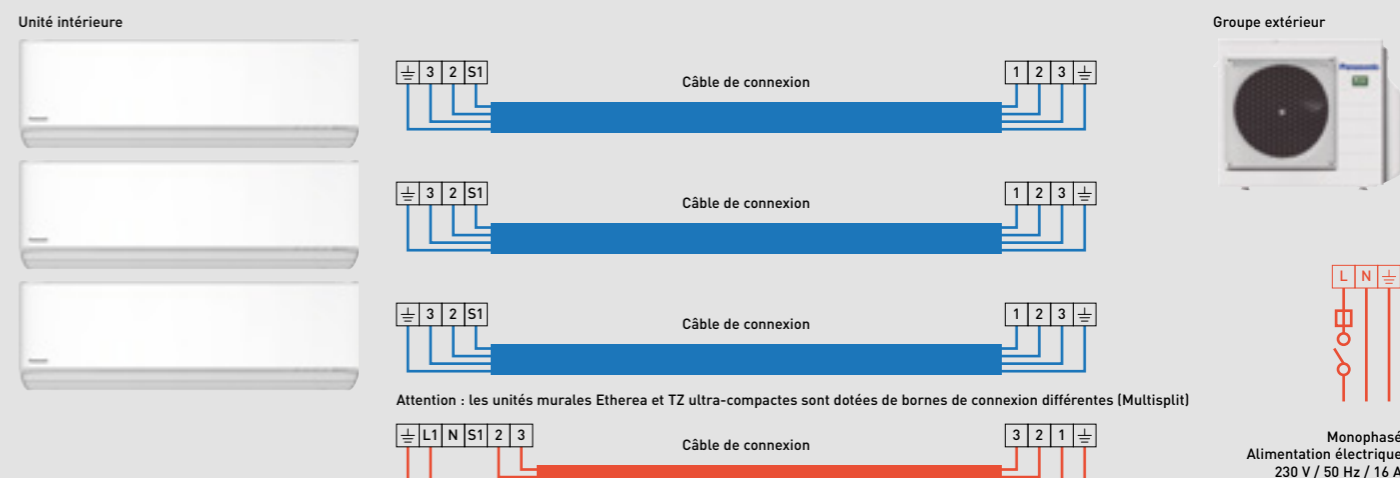 Unité intérieure
Groupe extérieur
3 2 S1
Câble de connexion
1 2 3
Panasonic
3 2 S1
Câble de connexion
1 2 3
L N
3 2 S1
Câble de connexion
1 2 3
Attention : les unités murales Etherea et TZ ultra-compactes sont dotées de bornes de connexion différentes (Multisplit)
L1 N S1 2 3
Câble de connexion
3 2 1
Monophasé
Alimentation électrique
230 V / 50 Hz / 16 A